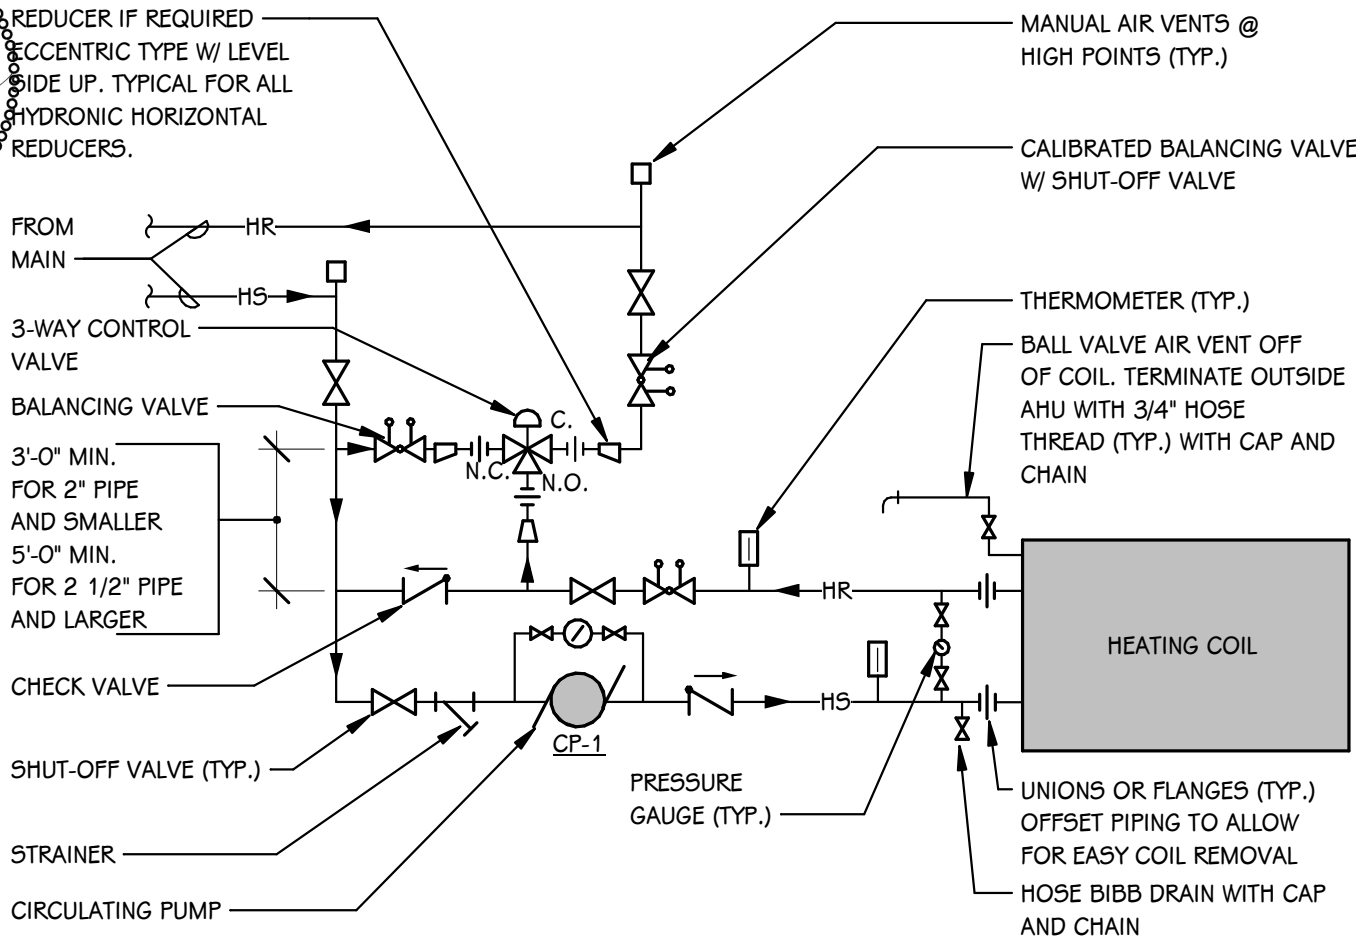 REDUCER IF REQUIRED
ECCENTRIC TYPE W/ LEVEL
SIDE UP. TYPICAL FOR ALL
HYDRONIC HORIZONTAL
REDUCERS.
MANUAL AIR VENTS @
HIGH POINTS (TYP.)
CALIBRATED BALANCING VALVE
W/ SHUT-OFF VALVE
FROM
MAIN
HR
HS
3-WAY CONTROL
VALVE
BALANCING VALVE
3'-0" MIN.
FOR 2" PIPE
AND SMALLER
5'-0" MIN.
FOR 2 1/2" PIPE
AND LARGER
C.
N.C.
N.O.
THERMOMETER (TYP.)
BALL VALVE AIR VENT OFF
OF COIL. TERMINATE OUTSIDE
AHU WITH 3/4" HOSE
THREAD (TYP.) WITH CAP AND
CHAIN
HR
HEATING COIL
CHECK VALVE
HS
CP-1
SHUT-OFF VALVE (TYP.)
PRESSURE
GAUGE (TYP.)
UNIONS OR FLANGES (TYP.)
OFFSET PIPING TO ALLOW
FOR EASY COIL REMOVAL
STRAINER
CIRCULATING PUMP
HOSE BIBB DRAIN WITH CAP
AND CHAIN